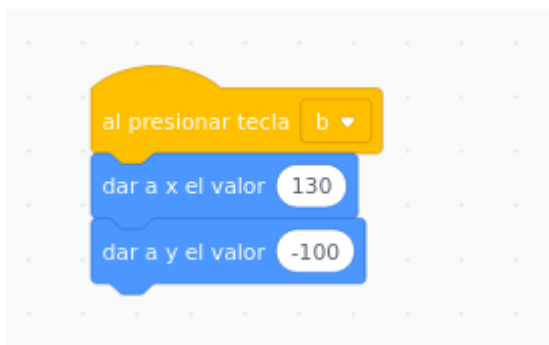 al presionar tecla b
dar a x el valor 130
dar a y el valor -100